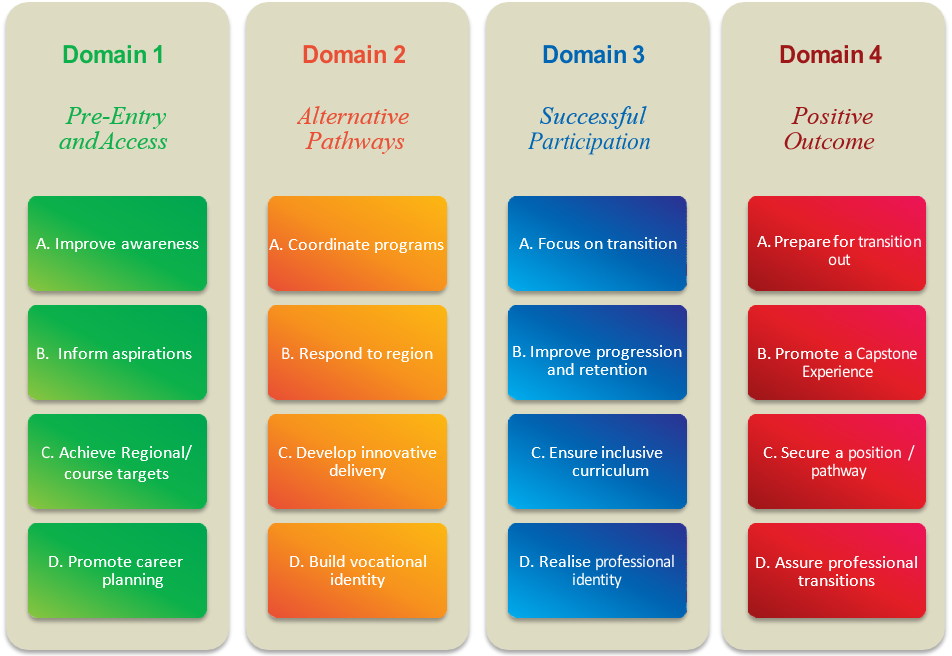 Domain 1
Pre-Entry
and Access
A. Improve awareness
B. Inform aspirations
C. Achieve Regional/
course targets
D. Promote career
planning
Domain 2
Alternative
Pathways
A. Coordinate programs
B. Respond to region
C. Develop innovative
delivery
D. Build vocational
identity
Domain 3
Successful
Participation
A. Focus on transition
B. Improve progression
and retention
C. Ensure inclusive
curriculum
D. Realise professional
identity
Domain 4
Positive
Outcome
A. Prepare for transition
out
B. Promote a Capstone
Experience
C. Secure a position /
pathway
D. Assure professional
transitions